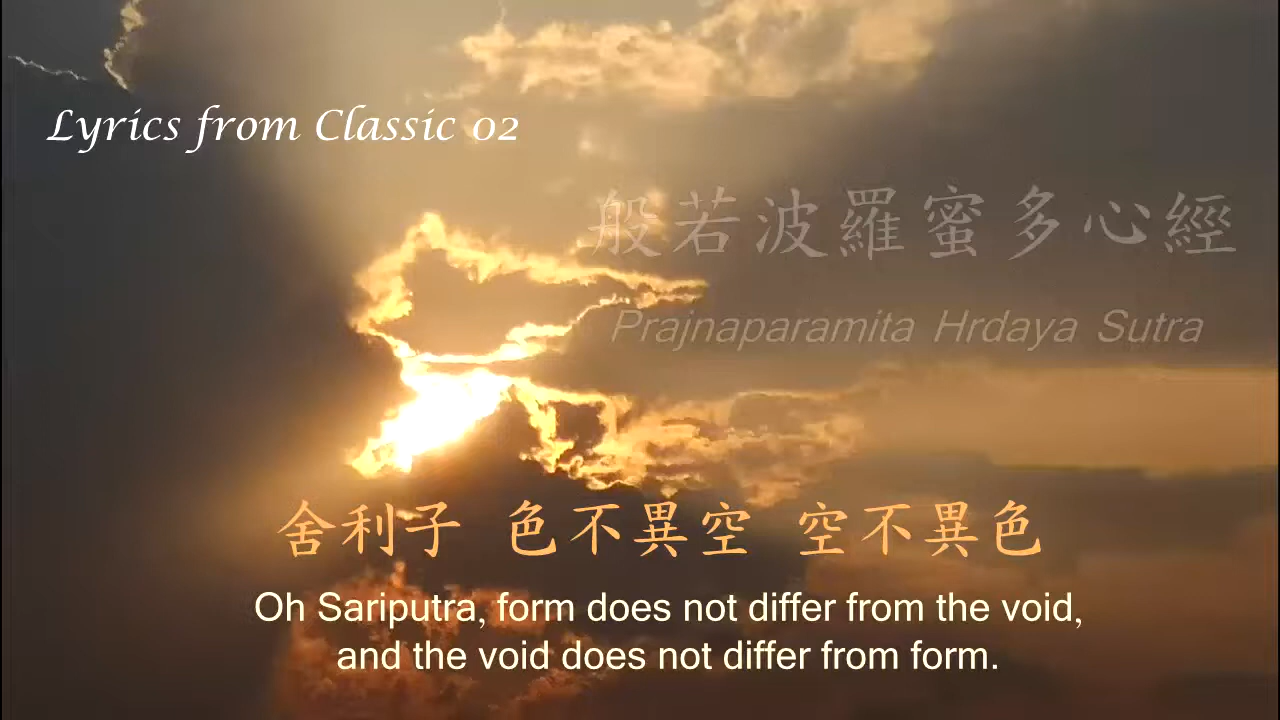 Lyrics from Classic 02
般若波羅蜜多心經
Prajnaparamita Hrdaya Sutra
舍利子 色不異空 空不異色
Oh Sariputra, form does not differ from the void,
and the void does not differ from form.